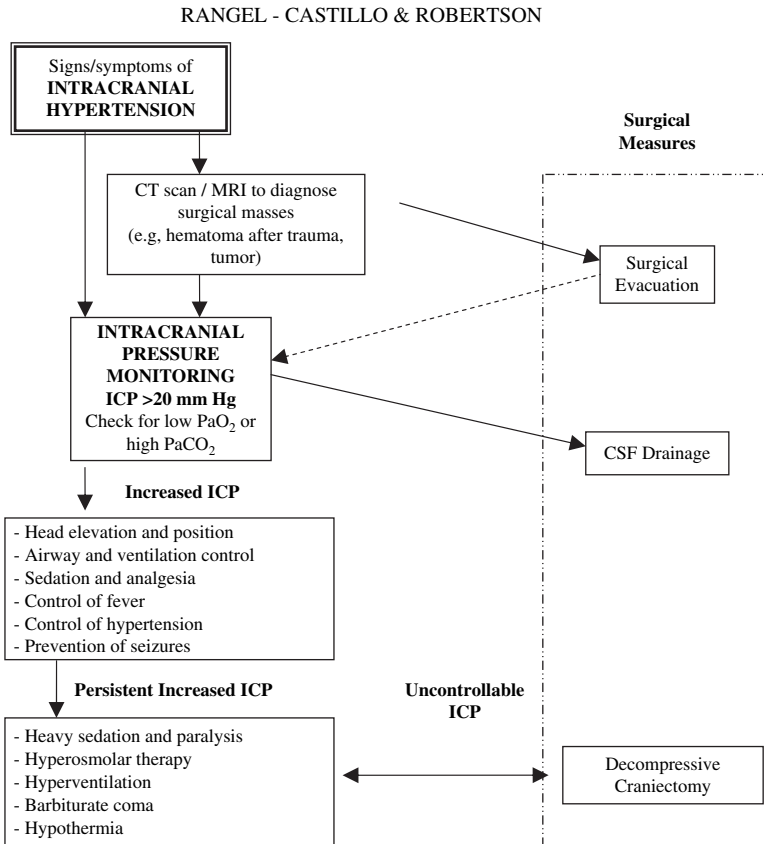 RANGEL - CASTILLO & ROBERTSON
Signs/symptoms of
INTRACRANIAL
HYPERTENSION
Surgical
Measures
CT scan / MRI to diagnose
surgical masses
(e.g, hematoma after trauma,
tumor)
Surgical
Evacuation
INTRACRANIAL
PRESSURE
MONITORING
ICP >20 mm Hg
Check for low PaO2 or
high PaCO2
CSF Drainage
Increased ICP
- Head elevation and position
- Airway and ventilation control
- Sedation and analgesia
- Control of fever
- Control of hypertension
- Prevention of seizures
Persistent Increased ICP
Uncontrollable
ICP
- Heavy sedation and paralysis
- Hyperosmolar therapy
- Hyperventilation
- Barbiturate coma
- Hypothermia
Decompressive
Craniectomy